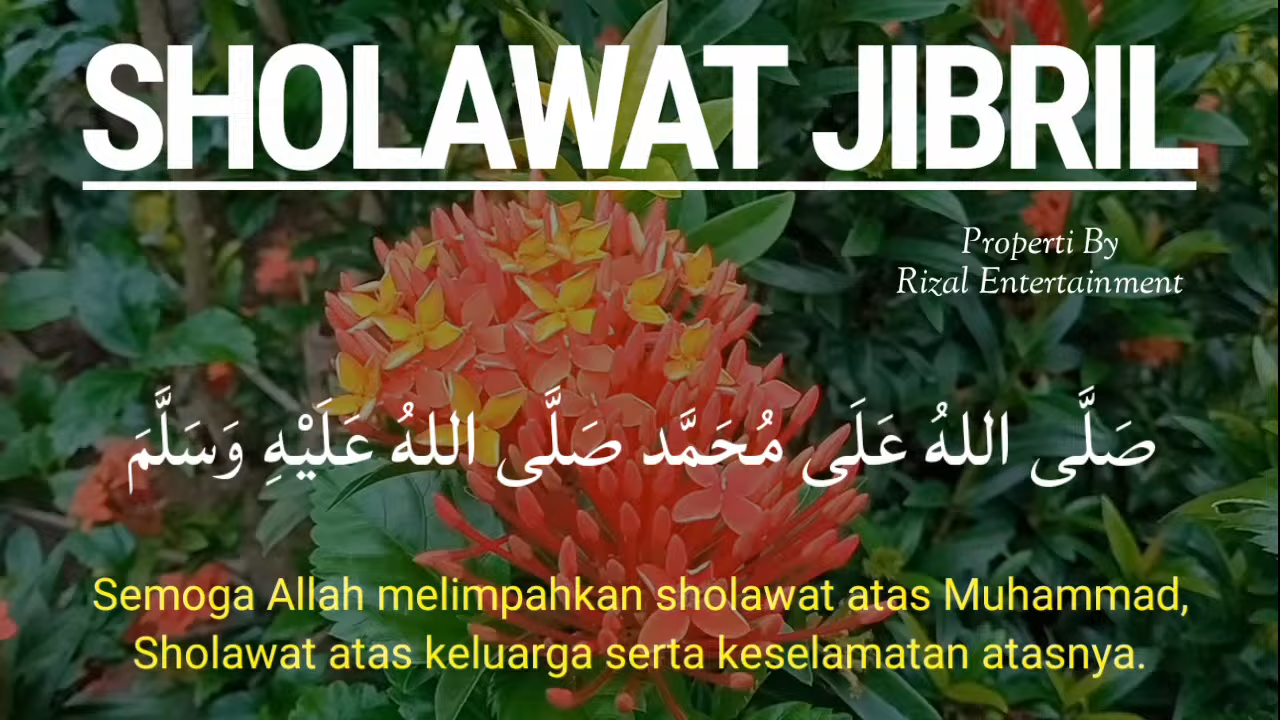 SHOLAWAT JIBRIL
Properti By
Rizal Entertainment
صَلَّى اللهُ عَلَى مُحَمَّد صَلَّى اللهُ عَلَيْهِ وَسَلَّمَ
Semoga Allah melimpahkan sholawat atas Muhammad,
Sholawat atas keluarga serta keselamatan atasnya.